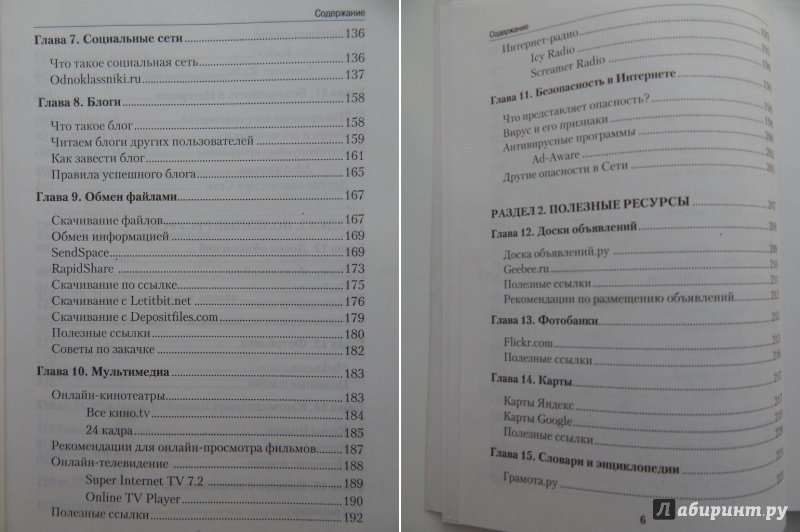 Содержание
Глава 7. Социальные сети 136
Что такое социальная сеть 136
Odnoklassniki.ru 137
Глава 8. Блоги 158
Что такое блог 158
Читаем блоги других пользователей 159
Как завести блог 161
Правила успешного блога 165
Глава 9. Обмен файлами 167
Скачивание файлов 167
Обмен информацией 169
SendSpace 169
RapidShare 173
Скачивание по ссылке 175
Скачивание с Letitbit.net 176
Скачивание с Depositfiles.com 179
Полезные ссылки 180
Советы по закачке 182
Глава 10. Мультимедиа 183
Онлайн-кинотеатры 183
Все кино.tv 184
24 кадра 185
Рекомендации для онлайн-просмотра фильмов 187
Онлайн-телевидение 188
Super Internet TV 7.2 189
Online TV Player 190
Полезные ссылки 192
Содержание
Интернет-радио
Icy Radio
Screamer Radio
Глава 11. Безопасность в Интернете
Что представляет опасность?
Вирус и его признаки
Антивирусные программы
Ad-Aware
Другие опасности в Сети
РАЗДЕЛ 2. ПОЛЕЗНЫЕ РЕСУРСЫ
Глава 12. Доски объявлений
Доска объявлений.ру
Geebee.ru
Полезные ссылки
Рекомендации по размещению объявлений
Глава 13. Фотобанки
Flickr.com
Полезные ссылки
Глава 14. Карты
Карты Яндекс
Карты Google
Полезные ссылки
Глава 15. Словари и энциклопедии
Грамота.ру
6
Лабиринт.ру